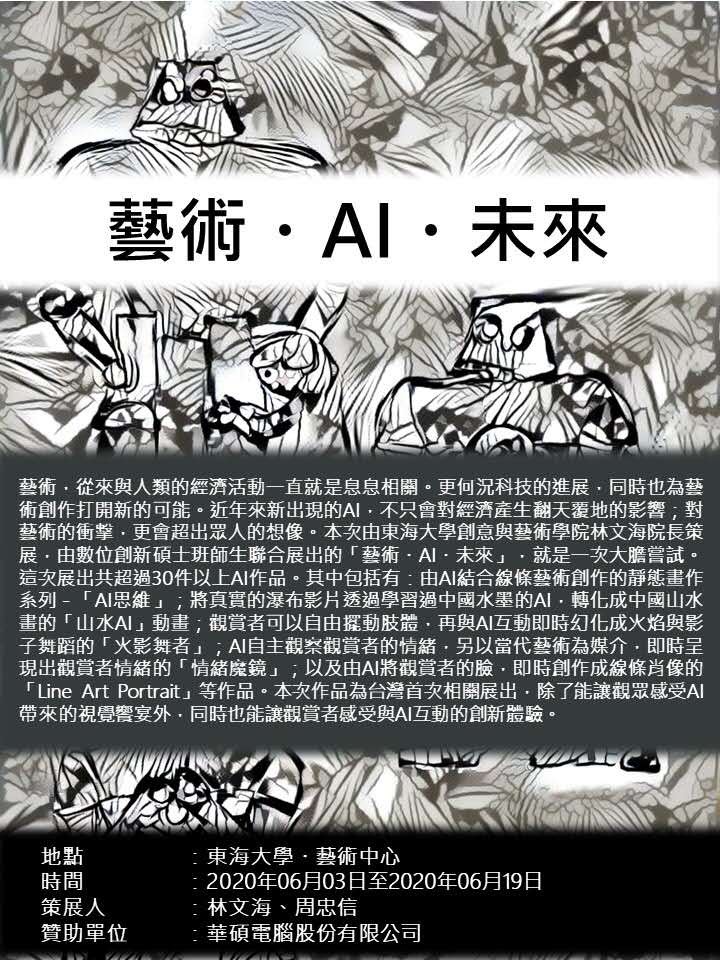 藝術・AI・未來
藝術，從來與人類的經濟活動一直就是息息相關。更何況科技的進展，同時也為藝
術創作打開新的可能。近年來新出現的AI，不只會對經濟產生翻天覆地的影響；對
藝術的衝撃，更會超出眾人的想像。本次由東海大學創意與藝術學院林文海院長策
展，由數位創新碩士班師生聯合展出的「藝術・AI・未來」，就是一次大膽嘗試。
這次展出共超過30件以上AI作品。其中包括有：由AI結合線條藝術創作的靜態畫作
系列－「AI思維」；將真實的瀑布影片透過學習過中國水墨的AI，轉化成中國山水
畫的「山水AI」動畫；觀賞者可以自由擺動肢體，再與AI互動即時幻化成火焰與影
子舞蹈的「火影舞者」；AI自主觀察觀賞者的情緒，另以當代藝術為媒介，即時呈
現出觀賞者情緒的「情緒魔鏡」；以及由AI將觀賞者的臉，即時創作成線條肖像的
「Line Art Portrait」等作品。本次作品為台灣首次相關展出，除了能讓觀眾感受AI
帶來的視覺饗宴外，同時也能讓觀賞者感受與AI互動的創新體驗。
地點：東海大學・藝術中心
時間：2020年06月03日至2020年06月19日
策展人：林文海、周忠信
贊助單位：華碩電腦股份有限公司